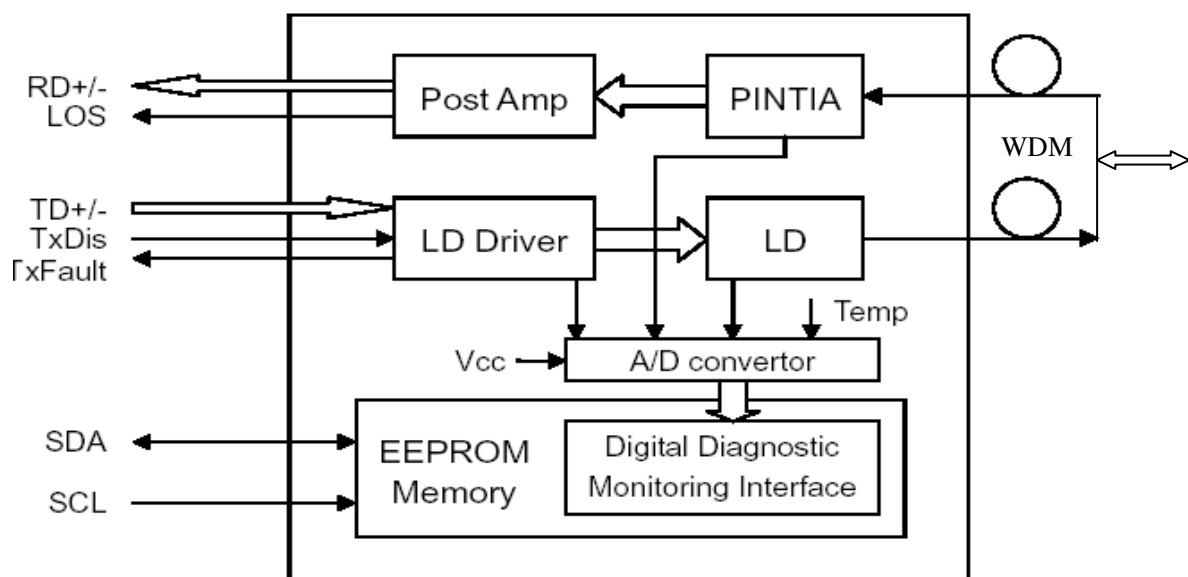 RD+/-
LOS
Post Amp
PINTIA
WDM
TD+/-
TxDis
TxFault
LD Driver
LD
Temp
Vcc
A/D convertor
SDA
SCL
EEPROM
Memory
Digital Diagnostic
Monitoring Interface